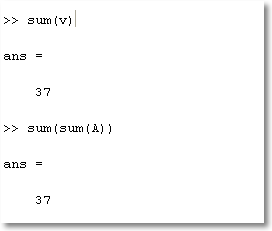 >> sum(v)
ans =
37
>> sum(sum(A))
ans =
37